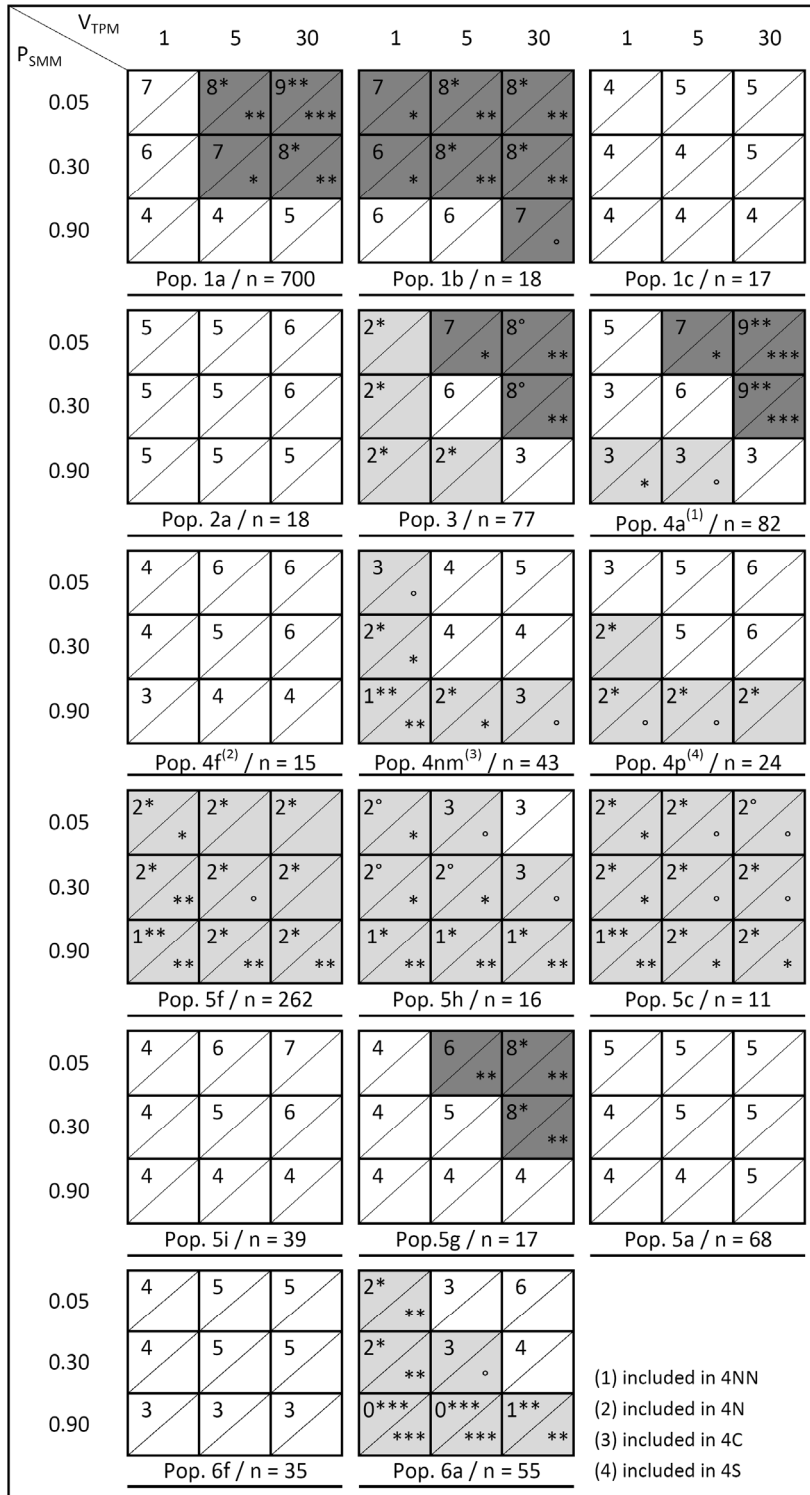 V_TPM 1 5 30 1 5 30 1 5 30
P_SMM
0.05 7 8* ** 9** *** 7 * 8* ** 8* ** 4 5 5
0.30 6 7 * 8* ** 6 * 8* ** 8* ** 4 4 5
0.90 4 4 5 6 6 7 ° 4 4 4
Pop. 1a / n = 700 Pop. 1b / n = 18 Pop. 1c / n = 17
0.05 5 5 6 2* 7 * 8° ** 5 7 * 9** ***
0.30 5 5 6 2* 6 8° ** 3 6 9** ***
0.90 5 5 5 2* 2* 3 3 * 3 ° 3
Pop. 2a / n = 18 Pop. 3 / n = 77 Pop. 4a(1) / n = 82
0.05 4 6 6 3 ° 4 5 3 5 6
0.30 4 5 6 2* * 4 4 2* 5 6
0.90 3 4 4 1** ** 2* * 3 ° 2* ° 2* ° 2*
Pop. 4f(2) / n = 15 Pop. 4nm(3) / n = 43 Pop. 4p(4) / n = 24
0.05 2* * 2* 2* 2° * 3 ° 3 2* * 2* ° 2° °
0.30 2* ** 2* ° 2* 2° * 2° * 3 ° 2* * 2* ° 2* °
0.90 1** ** 2* ** 2* ** 1* ** 1* ** 1* ** 1** ** 2* * 2* *
Pop. 5f / n = 262 Pop. 5h / n = 16 Pop. 5c / n = 11
0.05 4 6 7 4 6 ** 8* ** 5 5 5
0.30 4 5 6 4 5 8* ** 4 5 5
0.90 4 4 4 4 4 4 4 4 5
Pop. 5i / n = 39 Pop.5g / n = 17 Pop. 5a / n = 68
0.05 4 5 5 2* ** 3 6
0.30 4 5 5 2* ** 3 ° 4
0.90 3 3 3 0*** *** 0*** *** 1** **
Pop. 6f / n = 35 Pop. 6a / n = 55
(1) included in 4NN
(2) included in 4N
(3) included in 4C
(4) included in 4S